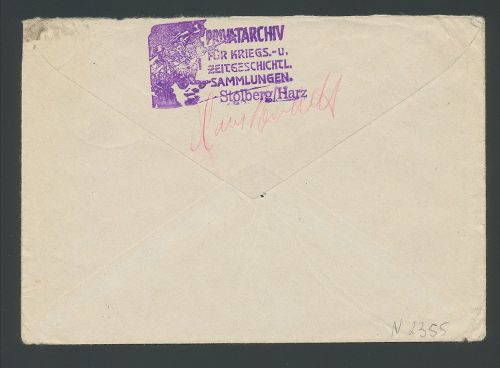 PRIVATARCHIV
FÜR KRIEGS.-U.
ZEITGESCHICHTL.
SAMMLUNGEN.
Stolberg/Harz
N 2355